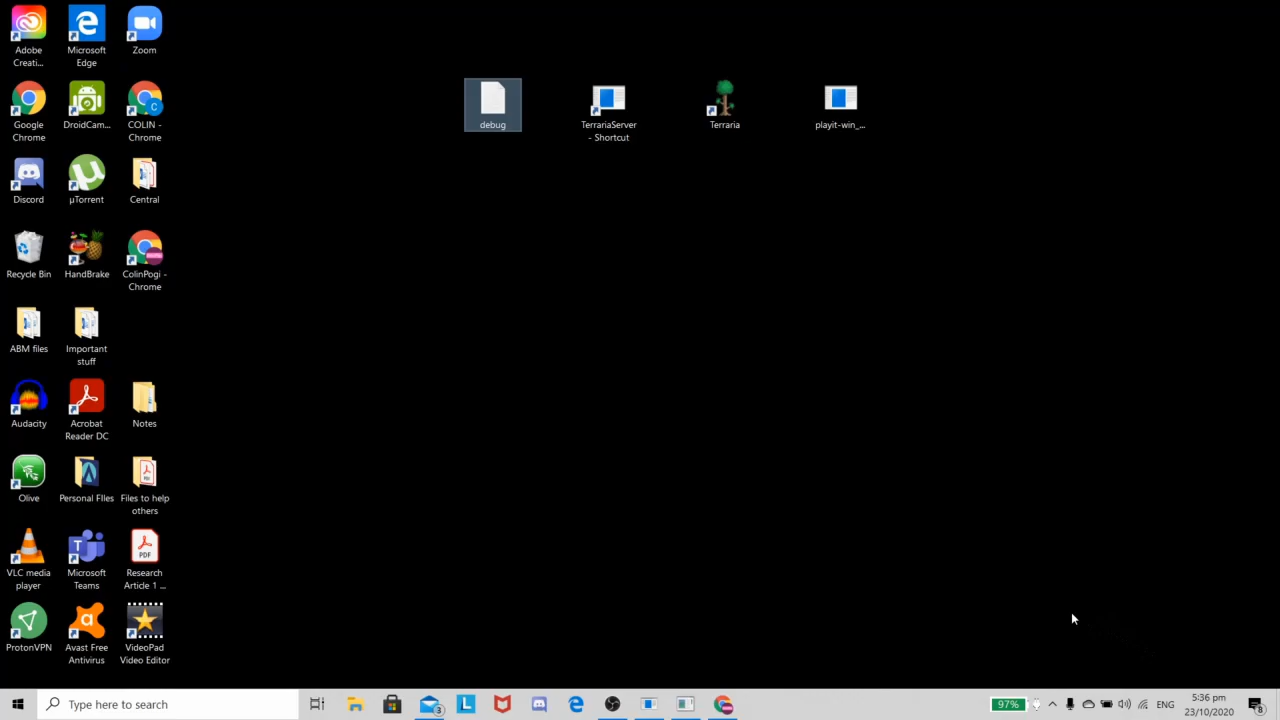 Adobe
Creati...
Microsoft
Edge
Zoom
debug
TerrariaServer
- Shortcut
Terraria
playit-win_...
Google
Chrome
DroidCam...
COLIN -
Chrome
Discord
µTorrent
Central
Recycle Bin
HandBrake
ColinPogi -
Chrome
ABM files
Important
stuff
Audacity
Acrobat
Reader DC
Notes
Olive
Personal FIles
Files to help
others
VLC media
player
Microsoft
Teams
PDF
Research
Article 1 ...
ProtonVPN
Avast Free
Antivirus
VideoPad
Video Editor
Type here to search
3
97%
ENG
5:36 pm
23/10/2020
8